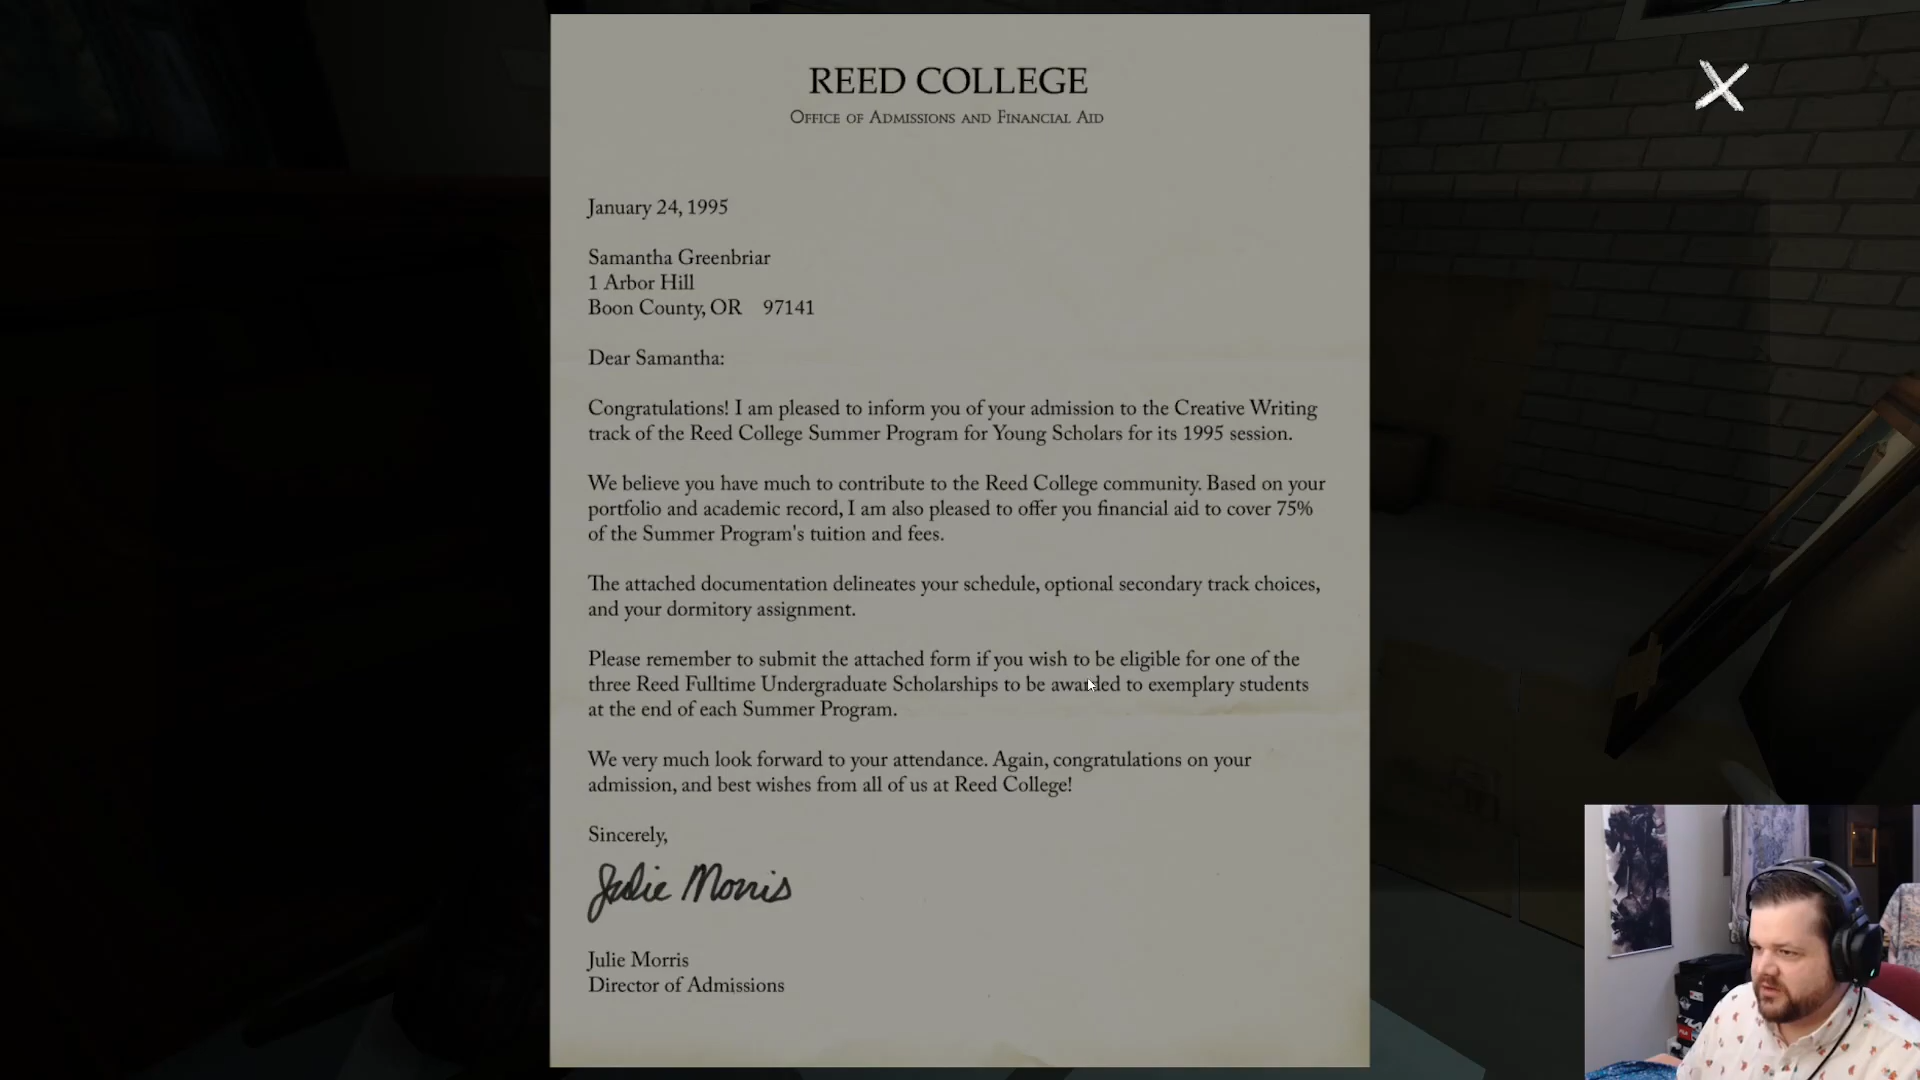 REED COLLEGE
Office of Admissions and Financial Aid
January 24, 1995
Samantha Greenbriar
1 Arbor Hill
Boon County, OR 97141
Dear Samantha:
Congratulations! I am pleased to inform you of your admission to the Creative Writing
track of the Reed College Summer Program for Young Scholars for its 1995 session.
We believe you have much to contribute to the Reed College community. Based on your
portfolio and academic record, I am also pleased to offer you financial aid to cover 75%
of the Summer Program's tuition and fees.
The attached documentation delineates your schedule, optional secondary track choices,
and your dormitory assignment.
Please remember to submit the attached form if you wish to be eligible for one of the
three Reed Fulltime Undergraduate Scholarships to be awarded to exemplary students
at the end of each Summer Program.
We very much look forward to your attendance. Again, congratulations on your
admission, and best wishes from all of us at Reed College!
Sincerely,
Julie Morris
Julie Morris
Director of Admissions